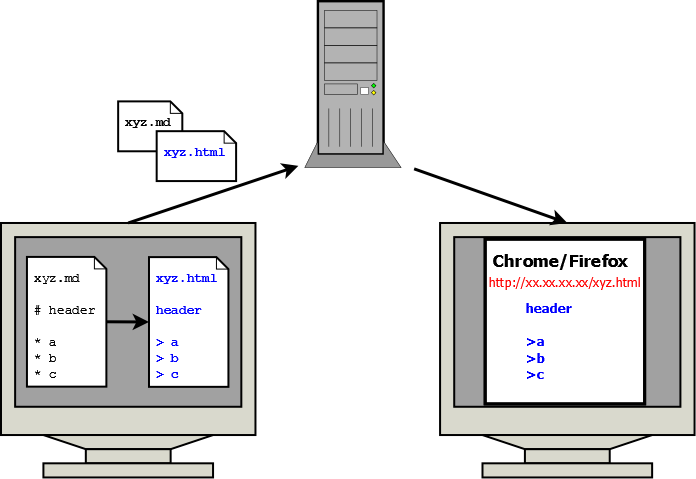 xyz.md
xyz.html
xyz.md
# header
* a
* b
* c
xyz.html
header
> a
> b
> c
Chrome/Firefox
http://xx.xx.xx.xx/xyz.html
header
>a
>b
>c